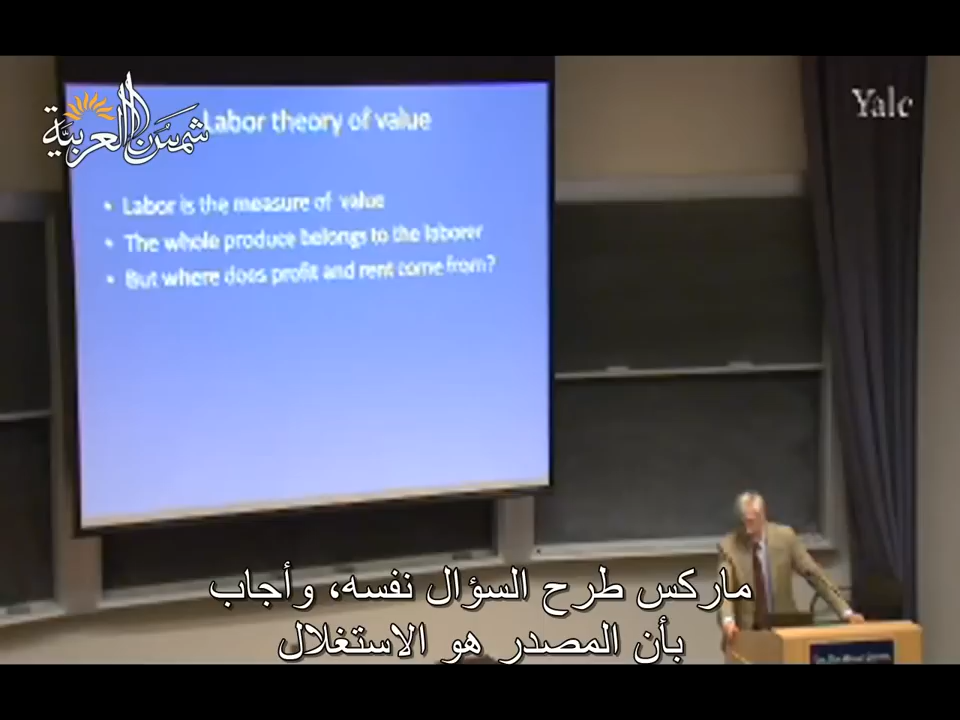 شمس العربية
Yale
Labor theory of value
• Labor is the measure of value
• The whole produce belongs to the laborer
• But where does profit and rent come from?
ماركس طرح السؤال نفسه، وأجاب
بأن المصدر هو الاستغلال